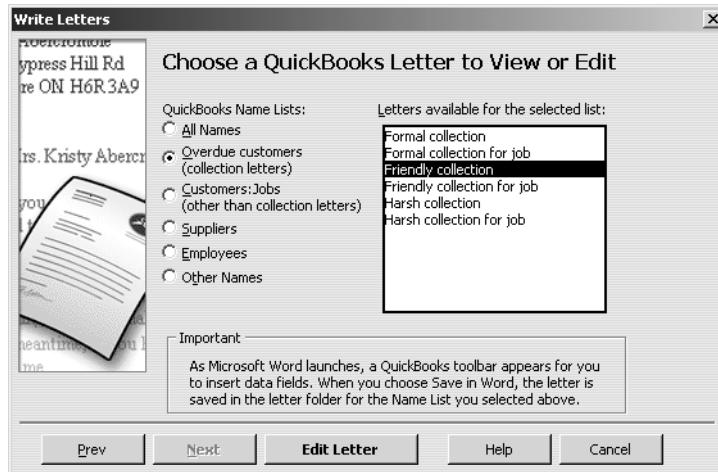 Write Letters
Abercrombie
ypress Hill Rd
re ON H6R 3A9
rs. Kristy Abercr
you
Choose a QuickBooks Letter to View or Edit
QuickBooks Name Lists:
All Names
Overdue customers
(collection letters)
Customers:Jobs
(other than collection letters)
Suppliers
Employees
Other Names
Letters available for the selected list:
Formal collection
Formal collection for job
Friendly collection
Friendly collection for job
Harsh collection
Harsh collection for job
Important
As Microsoft Word launches, a QuickBooks toolbar appears for you
to insert data fields. When you choose Save in Word, the letter is
saved in the letter folder for the Name List you selected above.
Prev
Next
Edit Letter
Help
Cancel